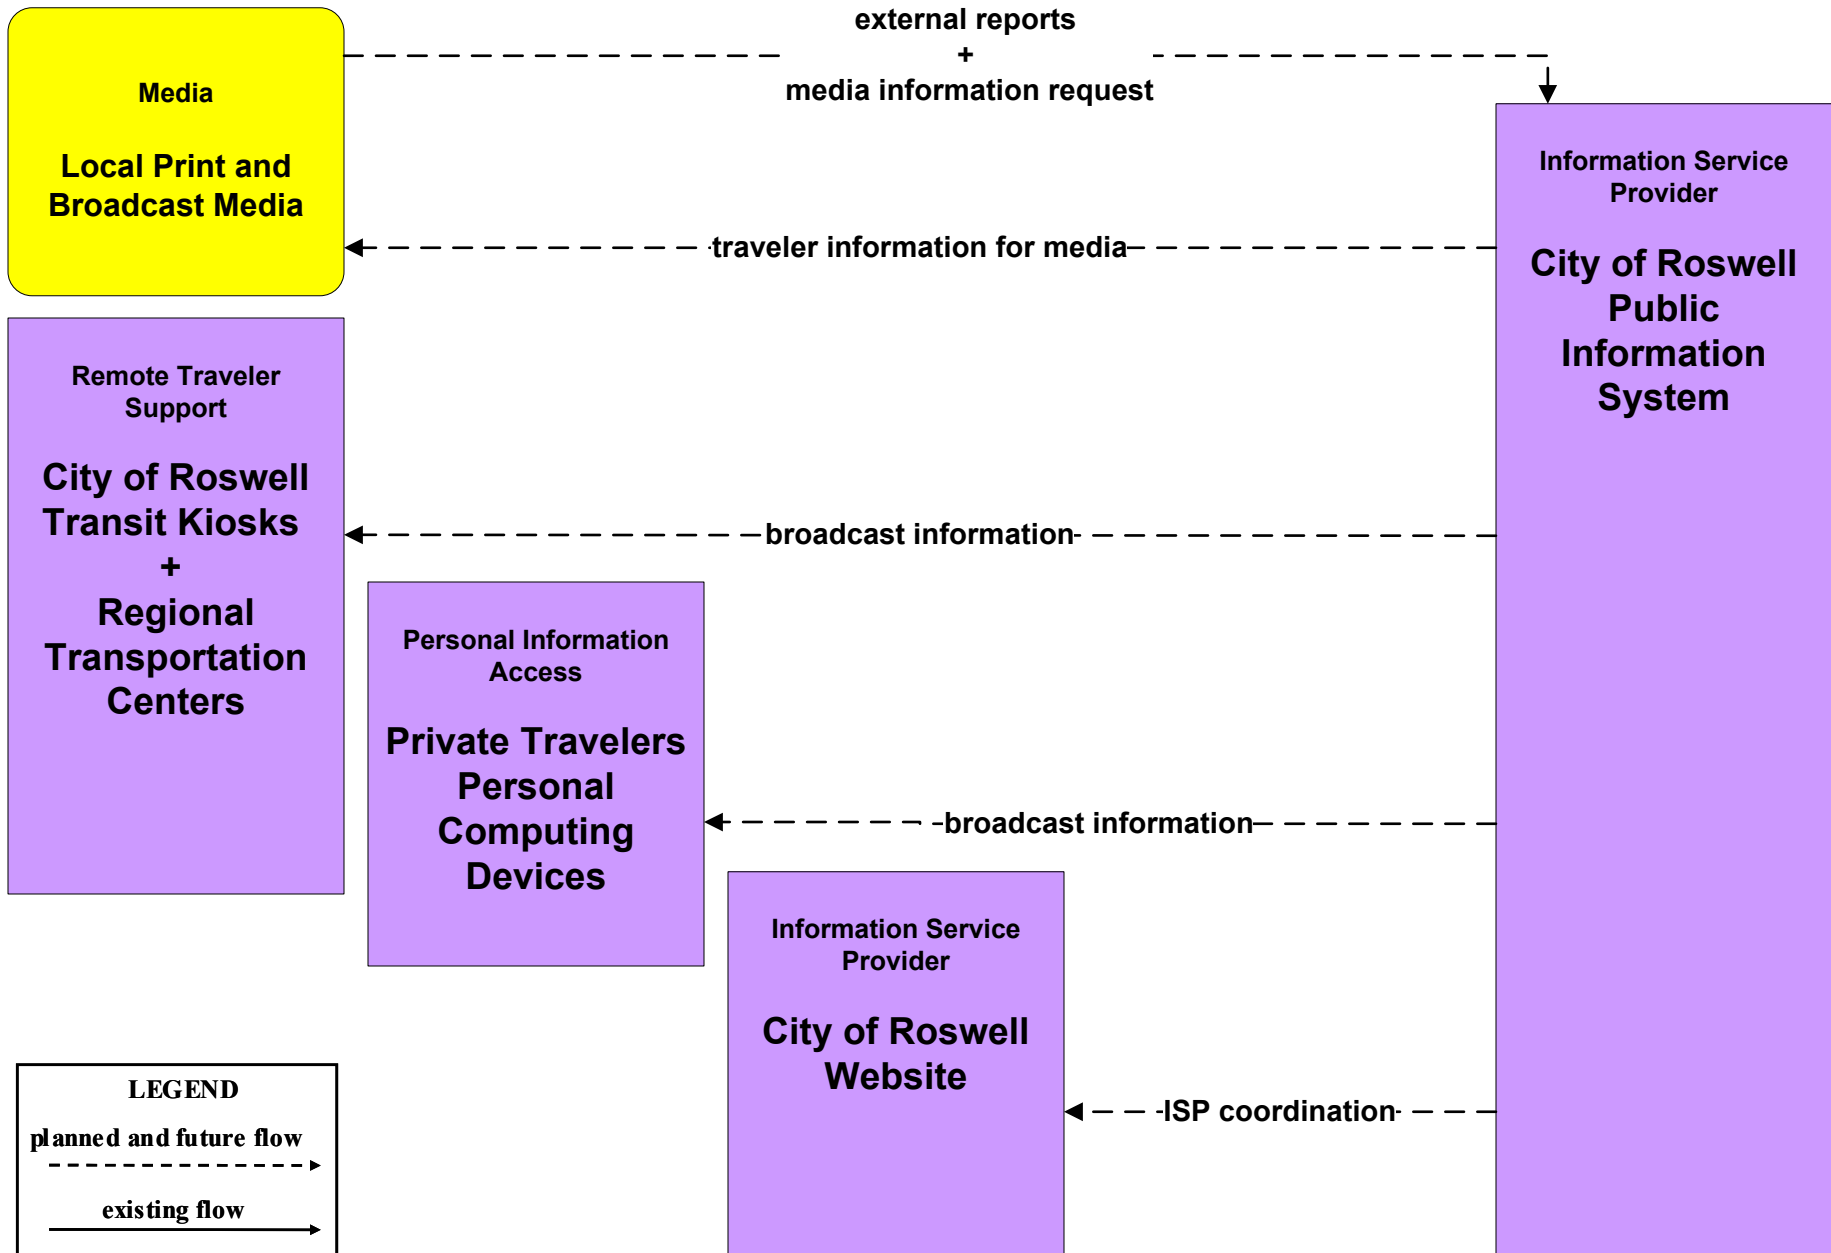 external reports
+
media information request
Media
Local Print and
Broadcast Media
Information Service
Provider
City of Roswell
Public
Information
System
traveler information for media
Remote Traveler
Support
City of Roswell
Transit Kiosks
+
Regional
Transportation
Centers
broadcast information
Personal Information
Access
Private Travelers
Personal
Computing
Devices
broadcast information
Information Service
Provider
City of Roswell
Website
ISP coordination
LEGEND
planned and future flow
existing flow